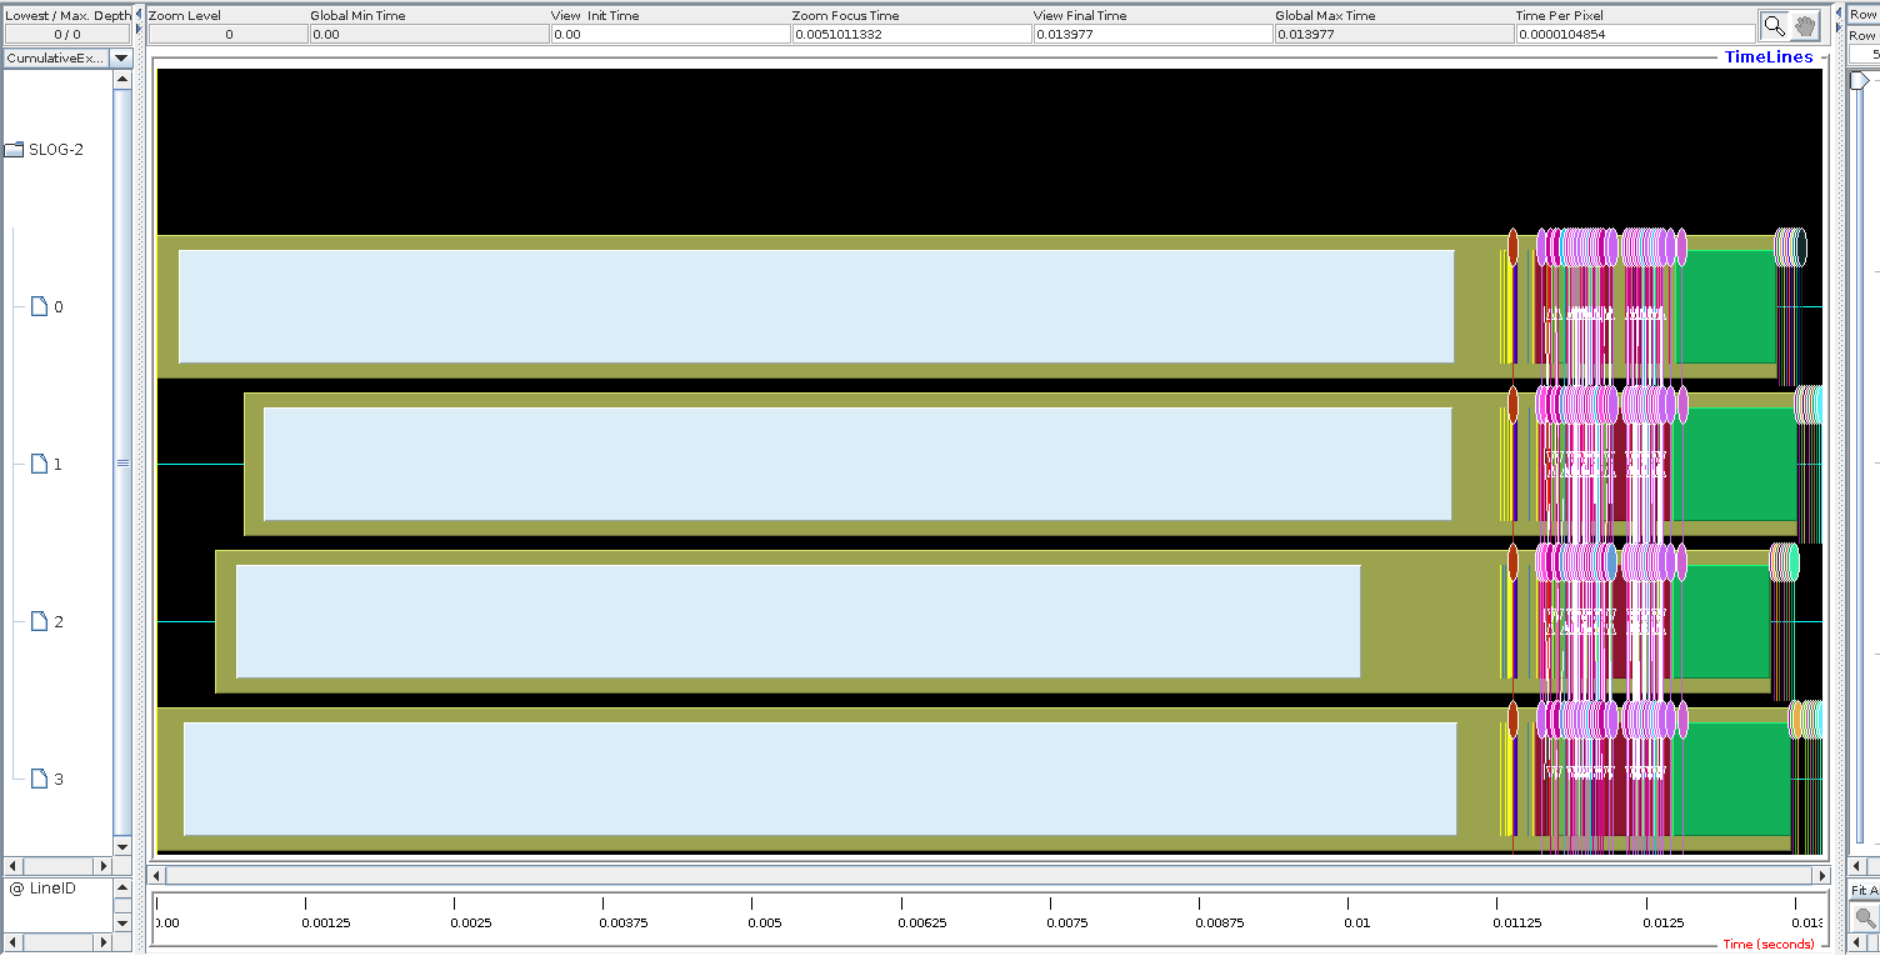 Lowest / Max. Depth
0 / 0
CumulativeEx...
Zoom Level
0
Global Min Time
0.00
View Init Time
0.00
Zoom Focus Time
0.0051011332
View Final Time
0.013977
Global Max Time
0.013977
Time Per Pixel
0.0000104854
Row
Row
5
TimeLines
SLOG-2
0
1
2
3
@ LineID
0.00 0.00125 0.0025 0.00375 0.005 0.00625 0.0075 0.00875 0.01 0.01125 0.0125
Time (seconds)
Fit A